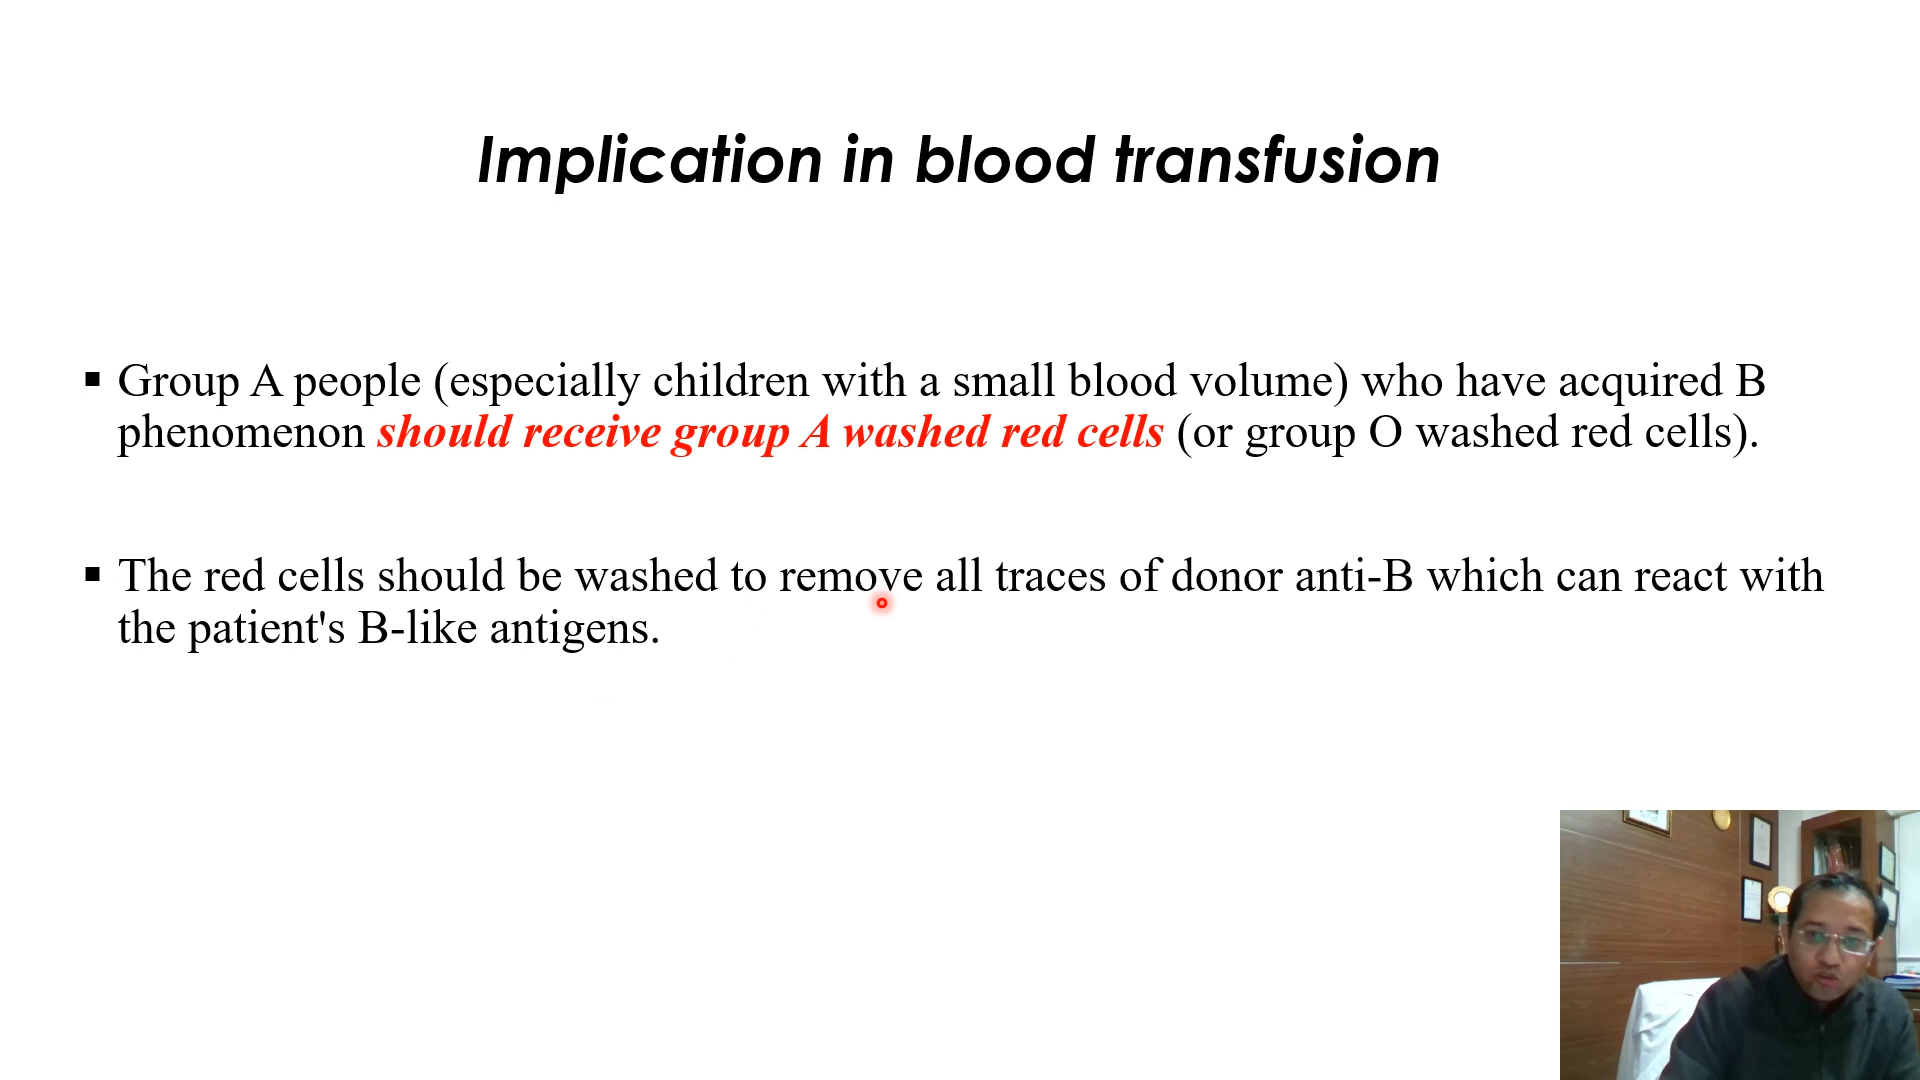 Implication in blood transfusion
▪ Group A people (especially children with a small blood volume) who have acquired B
phenomenon should receive group A washed red cells (or group O washed red cells).
▪ The red cells should be washed to remove all traces of donor anti-B which can react with
the patient's B-like antigens.